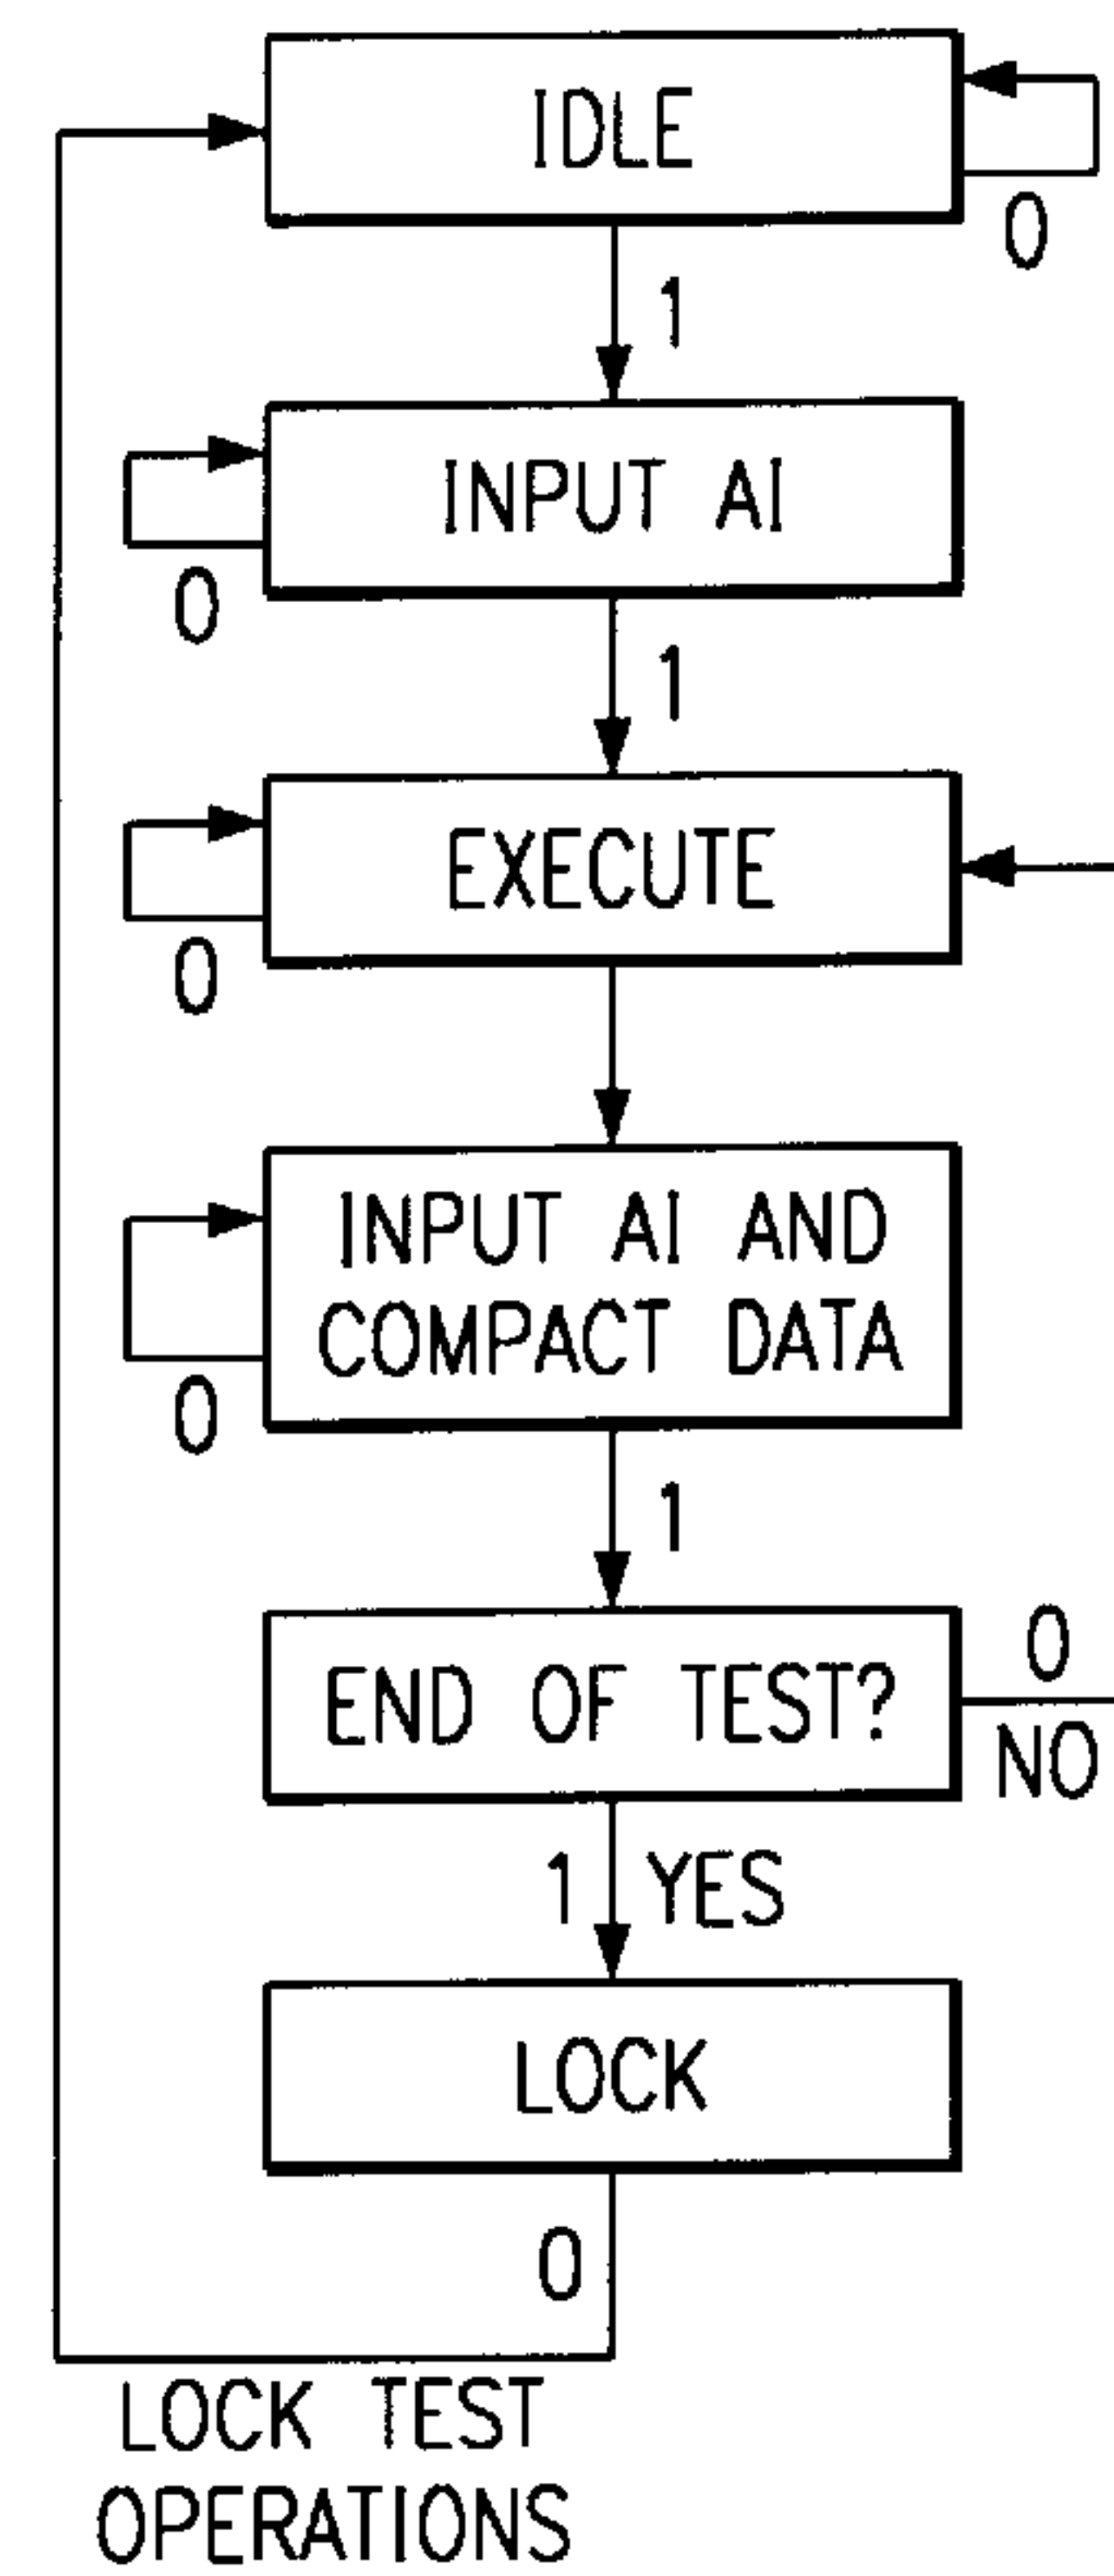 IDLE
0
1
INPUT AI
0
1
EXECUTE
0
INPUT AI AND
COMPACT DATA
0
1
END OF TEST?
0
NO
1 YES
LOCK
0
LOCK TEST
OPERATIONS